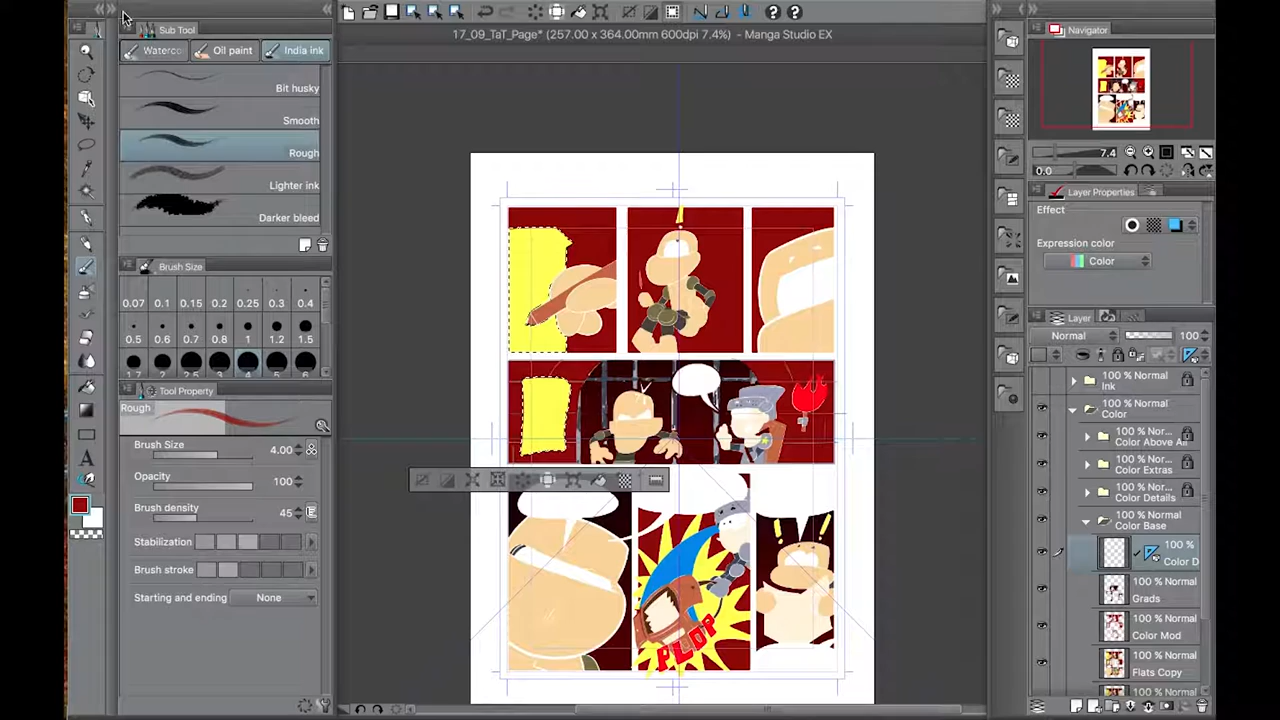 17_09_TaT_Page* (257.00 x 364.00mm 600dpi 7.4%) - Manga Studio EX
Sub Tool
Waterco
Oil paint
India ink
Bit husky
Smooth
Rough
Lighter ink
Darker bleed
Brush Size
0.07 0.1 0.15 0.2 0.25 0.3 0.4
0.5 0.6 0.7 0.8 1 1.2 1.5
Tool Property
Rough
Brush Size 4.00
Opacity 100
Brush density 45
Stabilization
Brush stroke
Starting and ending None
PLOP
Navigator
7.4
0.0
Layer Properties
Effect
Expression color
Color
Layer
Normal 100
100 % Normal
Ink
100 % Normal
Color
100 % Nor...
Color Above A
100 % Nor...
Color Extras
100 % Nor...
Color Details
100 % Normal
Color Base
100 %
Color D
100 % Normal
Grads
100 % Normal
Color Mod
100 % Normal
Flats Copy
100 % Normal